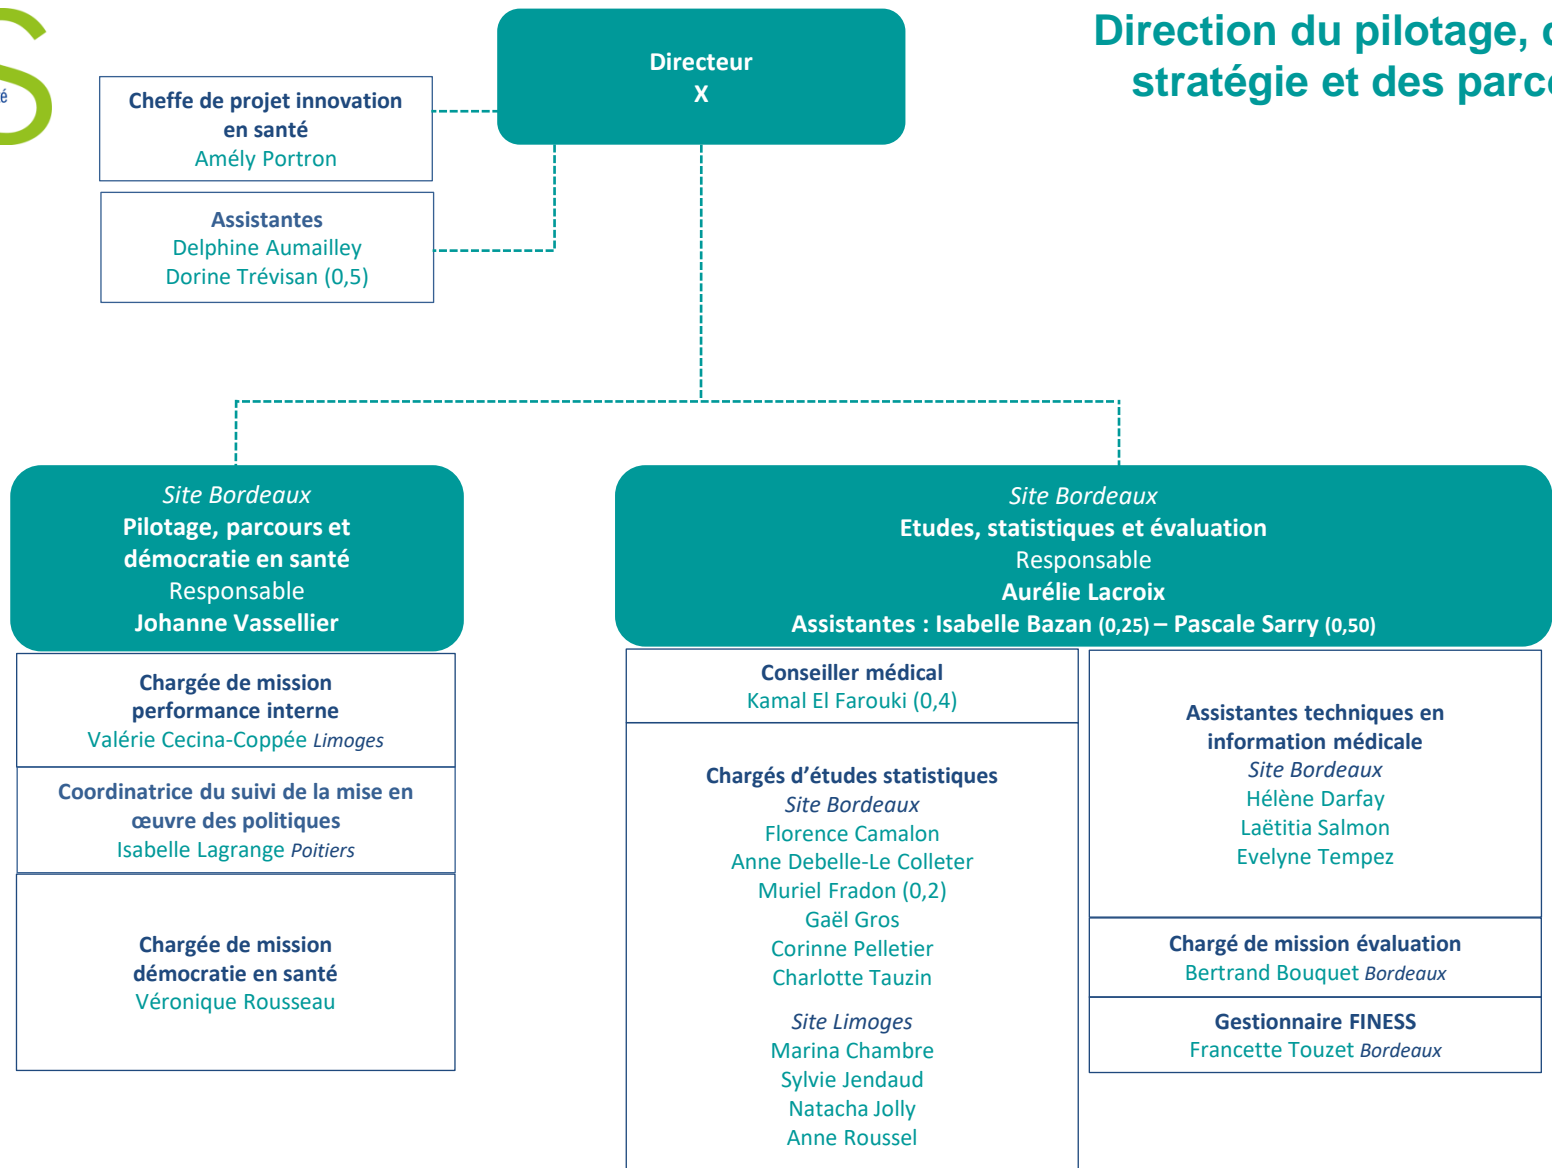 Direction du pilotage,
stratégie et des
Directeur
X
Cheffe de projet innovation
en santé
Amély Portron
Assistantes
Delphine Aumailley
Dorine Trévisan (0,5)
Site Bordeaux
Pilotage, parcours et
démocratie en santé
Responsable
Johanne Vassellier
Chargée de mission
performance interne
Valérie Cecina-Coppée Limoges
Coordinatrice du suivi de la mise en
œuvre des politiques
Isabelle Lagrange Poitiers
Chargée de mission
démocratie en santé
Véronique Rousseau
Site Bordeaux
Etudes, statistiques et évaluation
Responsable
Aurélie Lacroix
Assistantes : Isabelle Bazan (0,25) – Pascale Sarry (0,50)
Conseiller médical
Kamal El Farouki (0,4)
Chargés d’études statistiques
Site Bordeaux
Florence Camalon
Anne Debelle-Le Colleter
Muriel Fradon (0,2)
Gaël Gros
Corinne Pelletier
Charlotte Tauzin
Site Limoges
Marina Chambre
Sylvie Jendaud
Natacha Jolly
Anne Roussel
Assistantes techniques en
information médicale
Site Bordeaux
Hélène Darfay
Laëtitia Salmon
Evelyne Tempez
Chargé de mission évaluation
Bertrand Bouquet Bordeaux
Gestionnaire FINESS
Francette Touzet Bordeaux